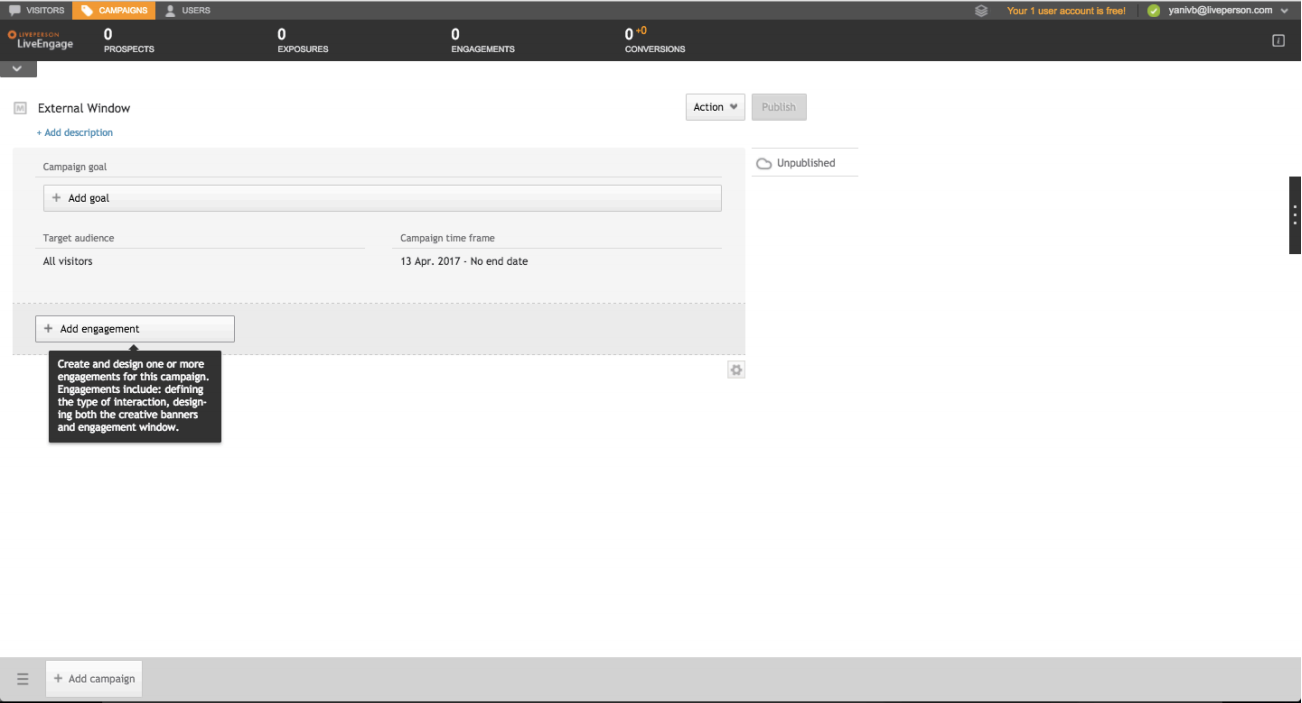 VISITORS CAMPAIGNS USERS Your 1 user account is free! yanivb@liveperson.com
LIVEPERSON
LiveEngage
0 0 0 0 +0
PROSPECTS EXPOSURES ENGAGEMENTS CONVERSIONS
M External Window Action Publish
+ Add description
Unpublished
Campaign goal
+ Add goal
Target audience Campaign time frame
All visitors 13 Apr. 2017 - No end date
+ Add engagement
Create and design one or more
engagements for this campaign.
Engagements include: defining
the type of interaction, design-
ing both the creative banners
and engagement window.
+ Add campaign